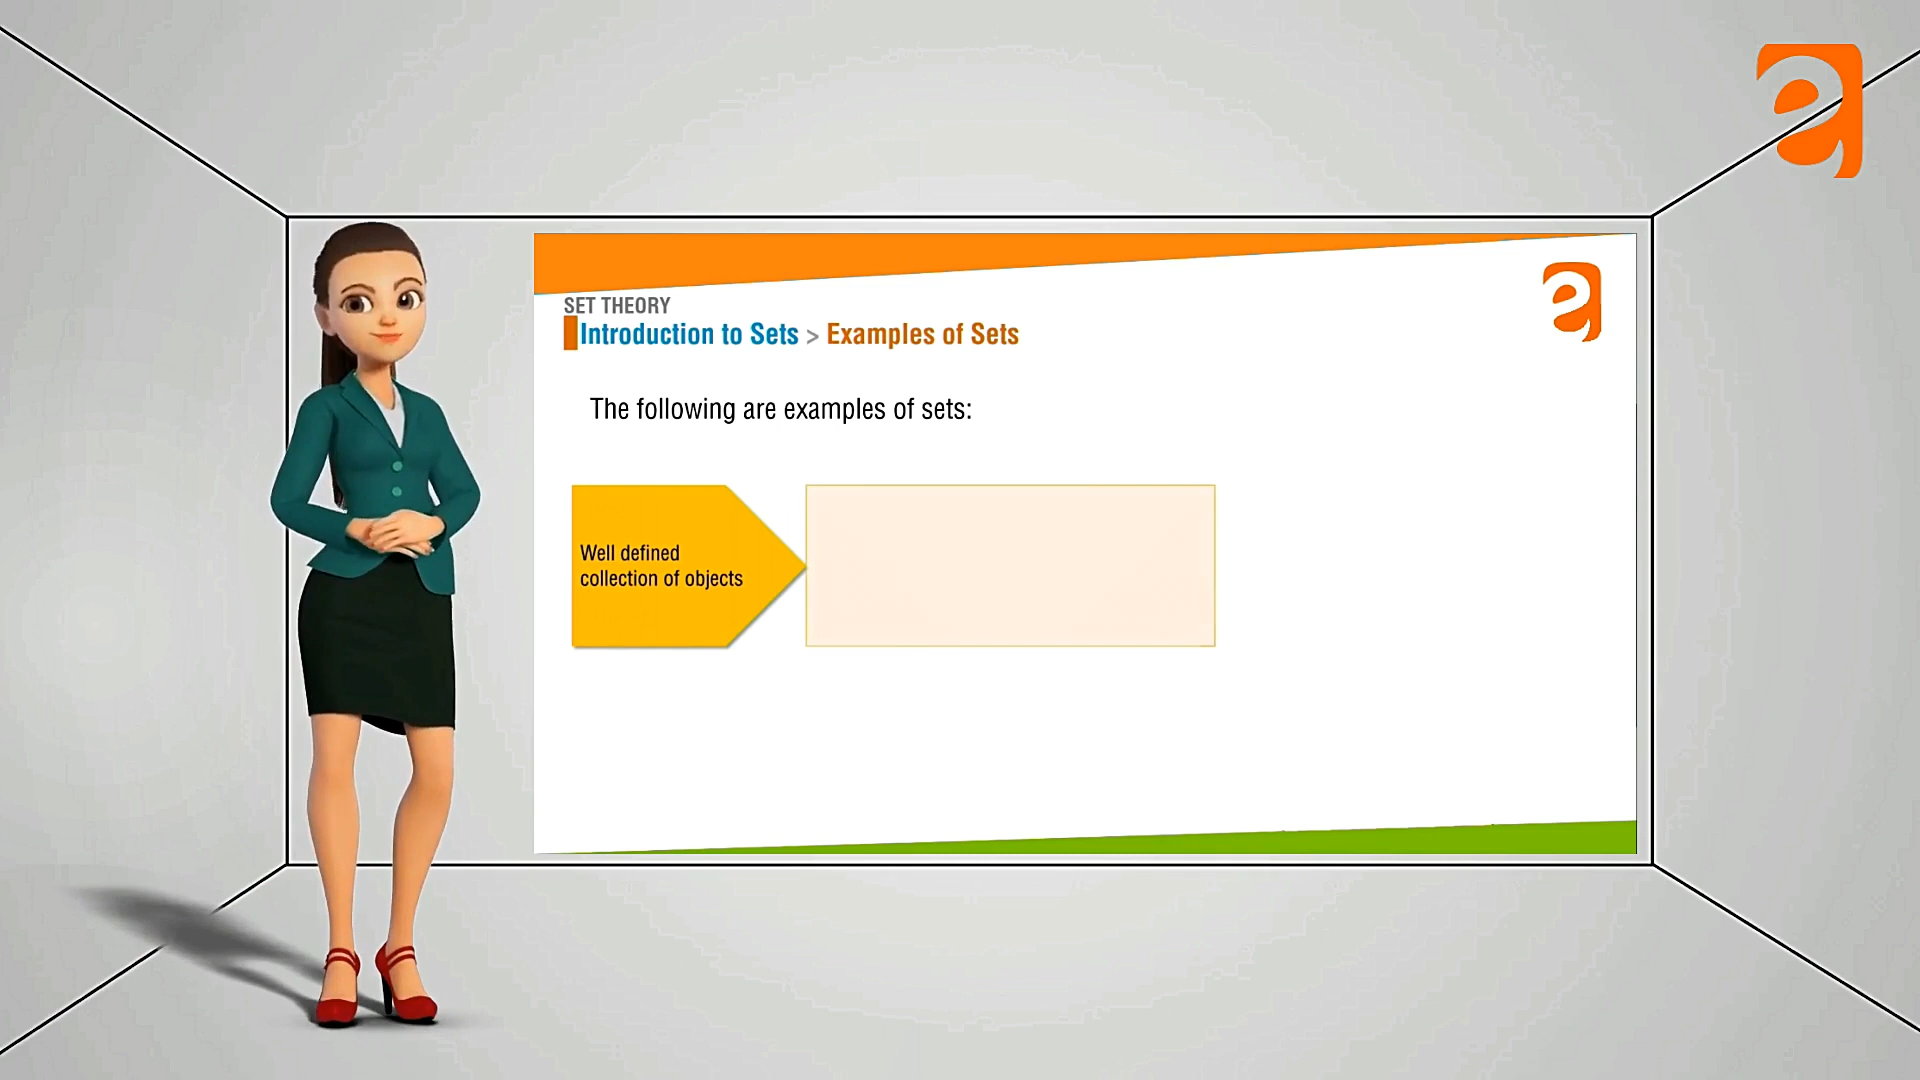 SET THEORY
Introduction to Sets > Examples of Sets
The following are examples of sets:
Well defined
collection of objects